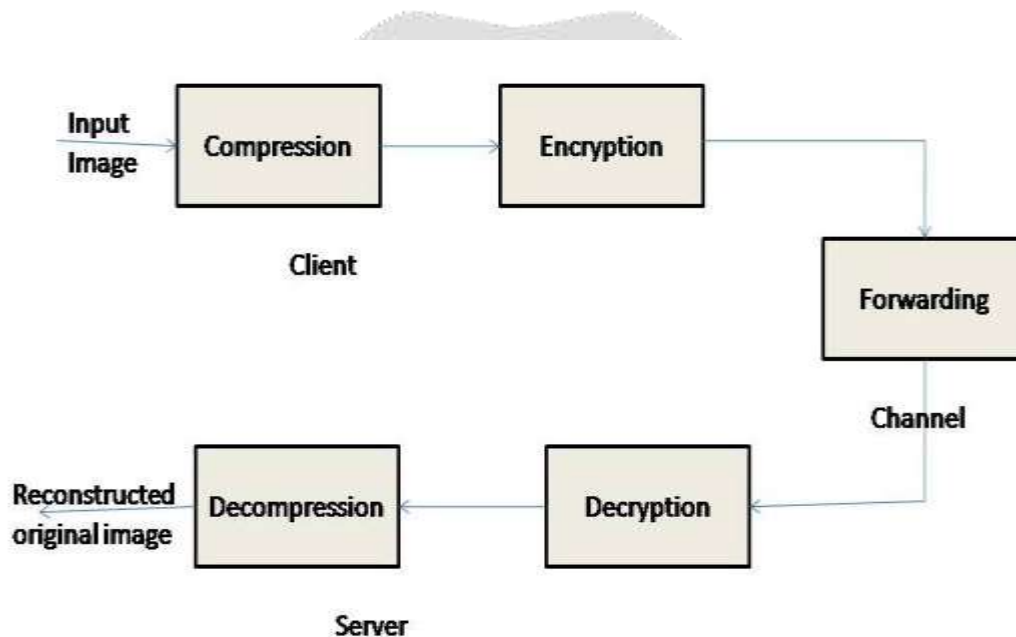 Input
Image
Compression
Encryption
Client
Forwarding
Channel
Reconstructed
original image
Decompression
Decryption
Server